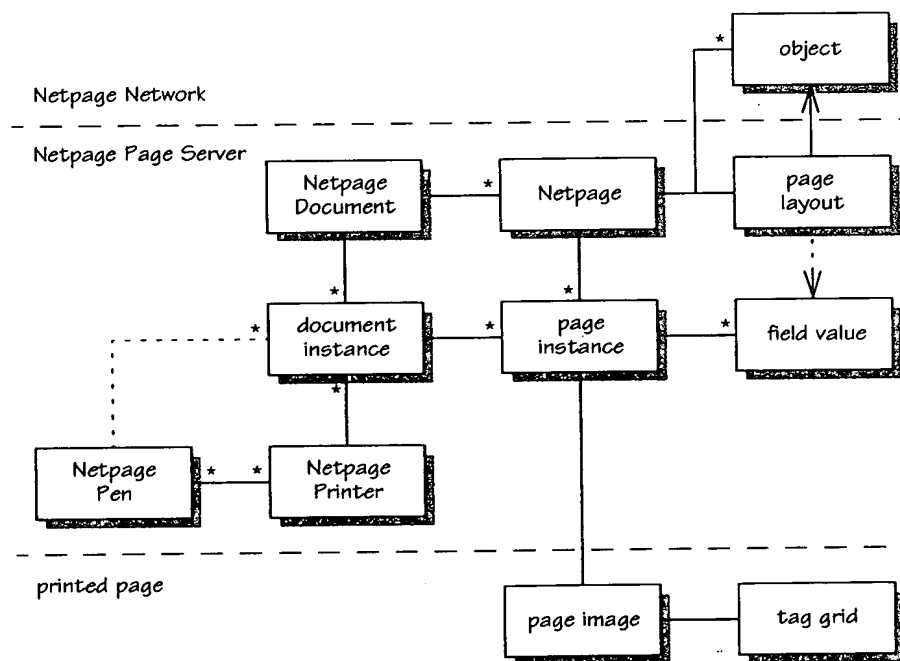 *
object
Netpage Network
Netpage Page Server
Netpage
Document
*
Netpage
page
layout
*
*
*
document
instance
*
page
instance
*
field value
*
Netpage
Pen
*
*
Netpage
Printer
printed page
page image
tag grid